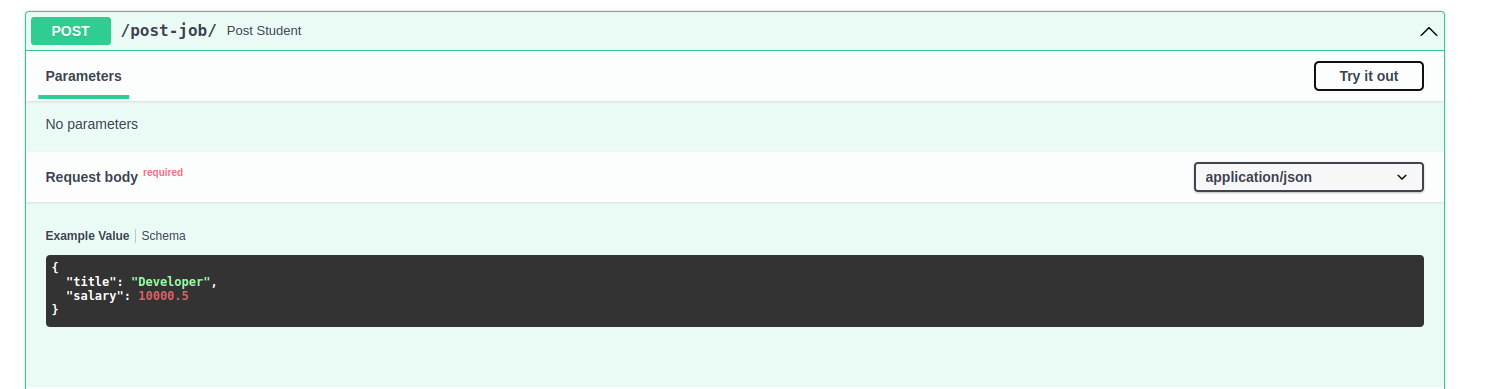 POST /post-job/ Post Student
Parameters Try it out
No parameters
Request body required application/json
Example Value Schema
{
  "title": "Developer",
  "salary": 10000.5
}